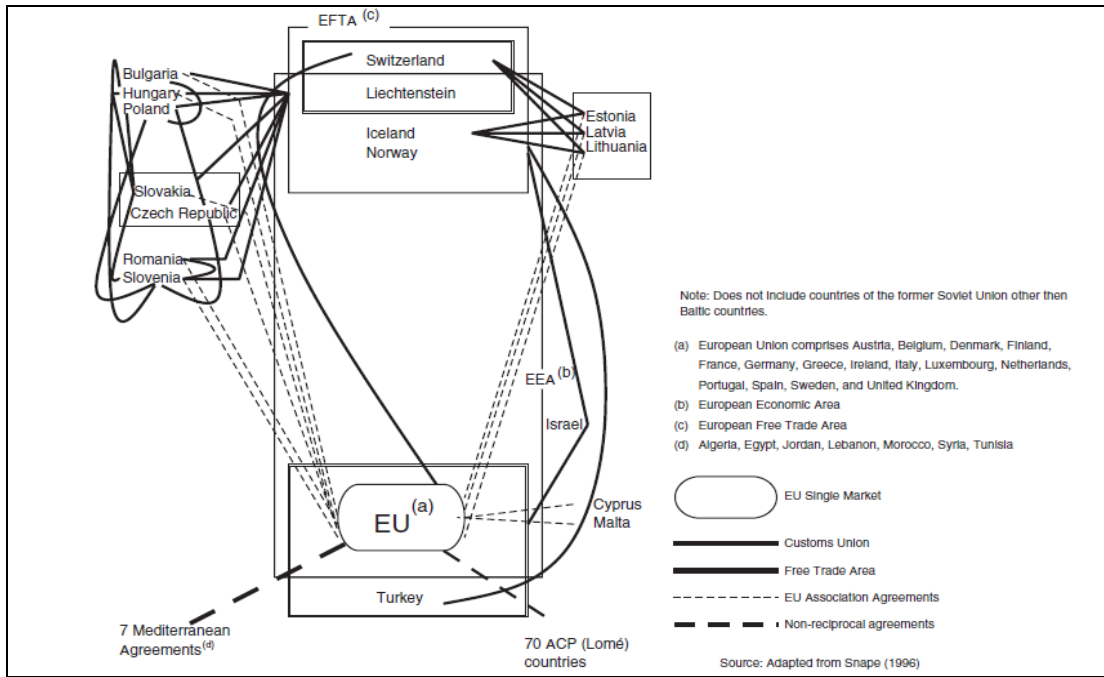 EFTA (c)
Switzerland
Liechtenstein
Iceland
Norway
Bulgaria
Hungary
Poland
Slovakia
Czech Republic
Romania
Slovenia
Estonia
Latvia
Lithuania
EEA (b)
Israel
EU (a)
Cyprus
Malta
Turkey
7 Mediterranean
Agreements(d)
70 ACP (Lomé)
countries
Note: Does not include countries of the former Soviet Union other then
Baltic countries.
(a) European Union comprises Austria, Belgium, Denmark, Finland,
France, Germany, Greece, Ireland, Italy, Luxembourg, Netherlands,
Portugal, Spain, Sweden, and United Kingdom.
(b) European Economic Area
(c) European Free Trade Area
(d) Algeria, Egypt, Jordan, Lebanon, Morocco, Syria, Tunisia
EU Single Market
Customs Union
Free Trade Area
EU Association Agreements
Non-reciprocal agreements
Source: Adapted from Snape (1996)